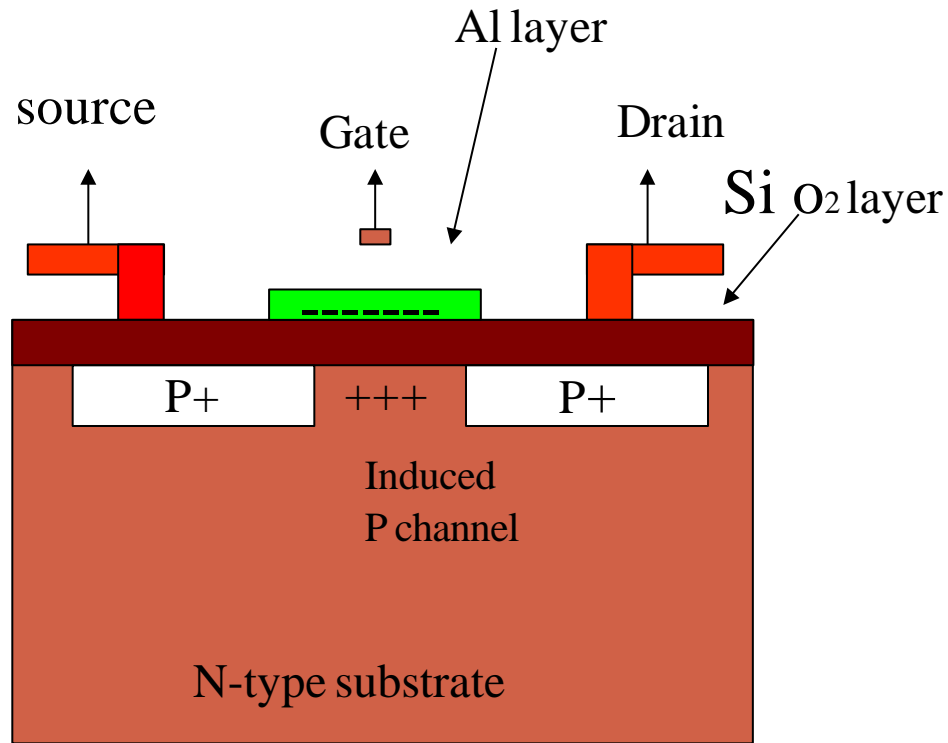 Al layer
source
Gate
Drain
Si o2 layer
P+
+++
P+
Induced
P channel
N-type substrate